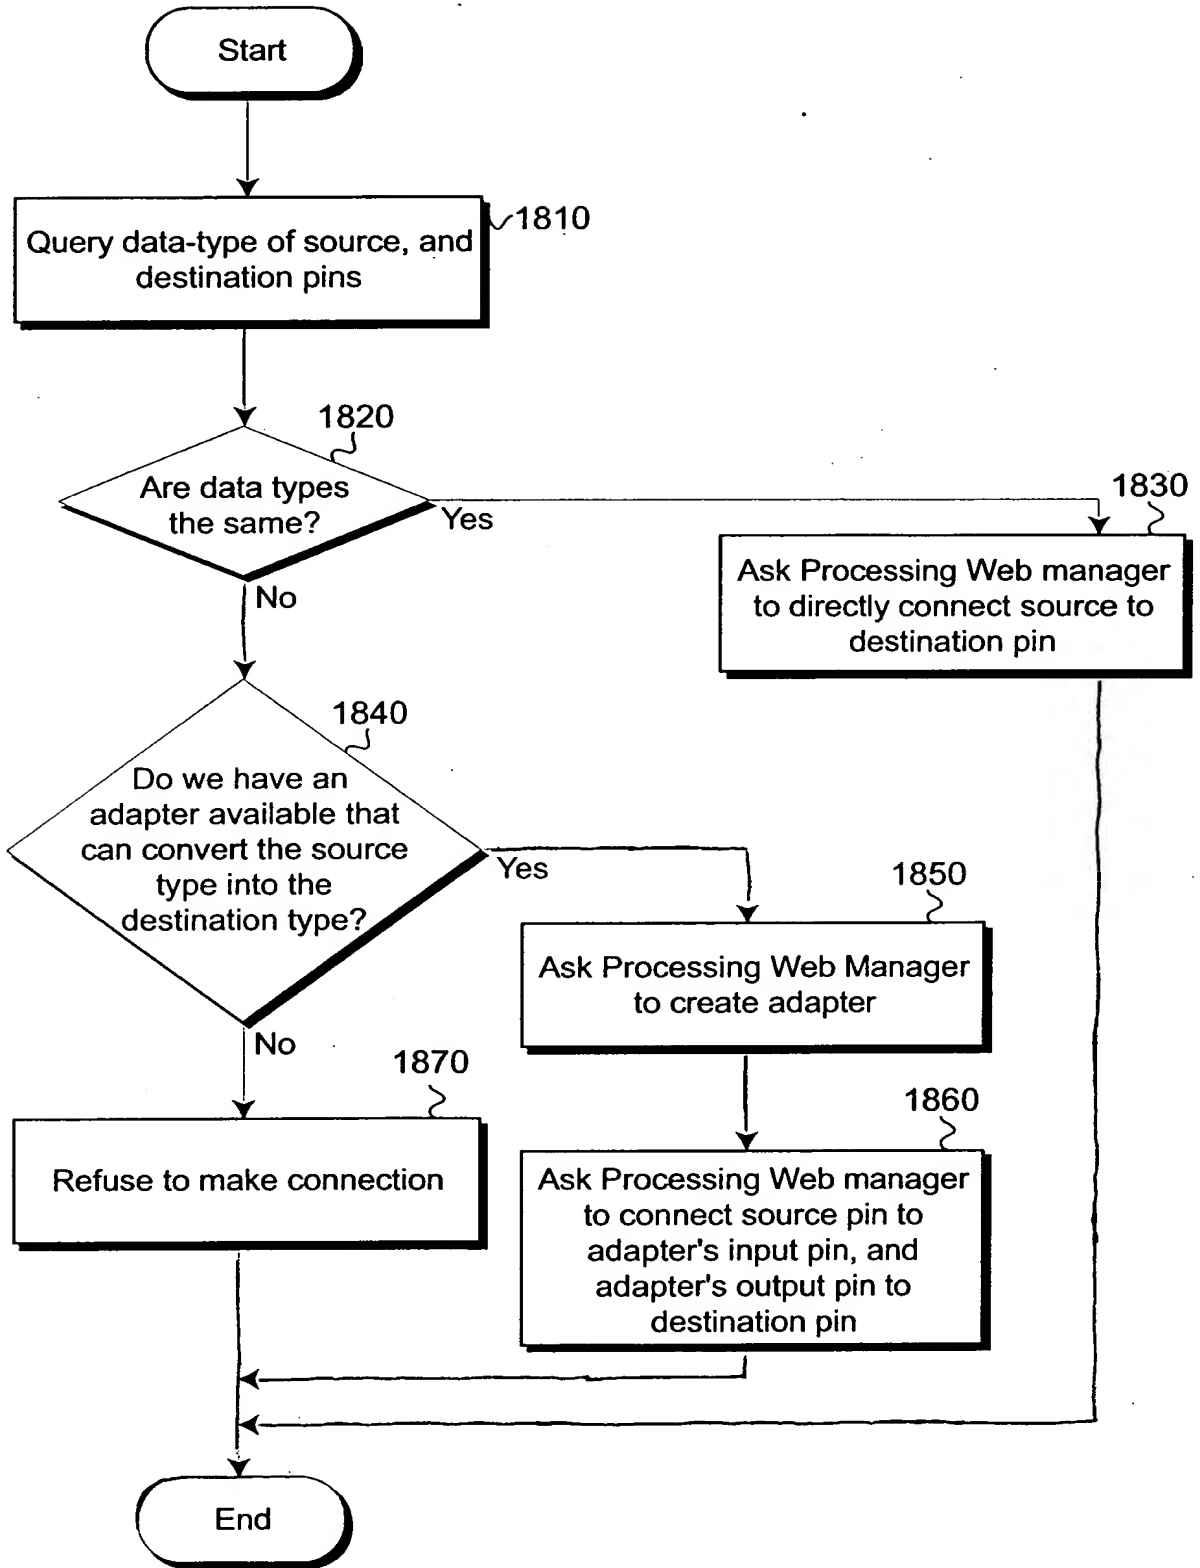 Start
1810
Query data-type of source, and
destination pins
1820
Are data types
the same?
Yes
No
1830
Ask Processing Web manager
to directly connect source to
destination pin
1840
Do we have an
adapter available that
can convert the source
type into the
destination type?
Yes
No
1850
Ask Processing Web Manager
to create adapter
1860
Ask Processing Web manager
to connect source pin to
adapter's input pin, and
adapter's output pin to
destination pin
1870
Refuse to make connection
End